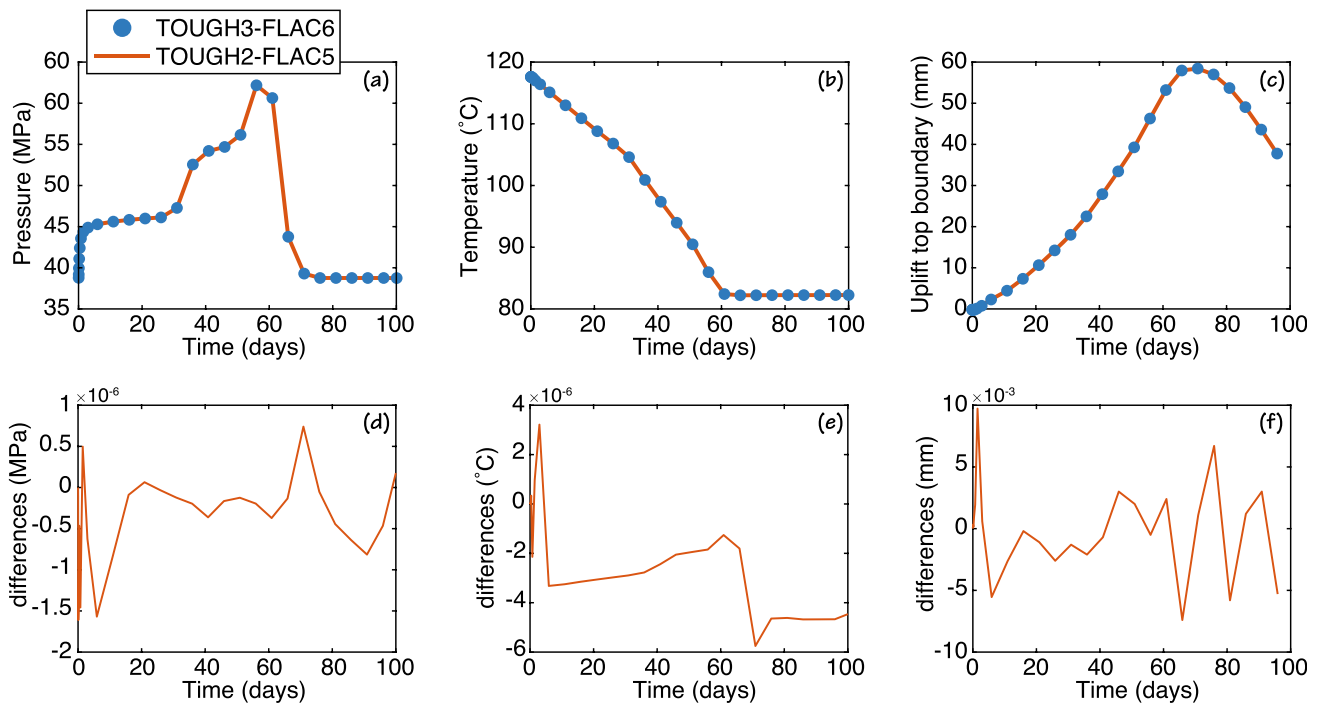 TOUGH3-FLAC6
TOUGH2-FLAC5
(a)
60
60
55
50
45
40
35
Pressure (MPa)
0 20 40 60 80 100
Time (days)
(b)
120
110
100
90
80
Temperature (˚C)
0 20 40 60 80 100
Time (days)
(c)
60
50
40
30
20
10
0
Uplift top boundary (mm)
0 20 40 60 80 100
Time (days)
×10-6
(d)
1
0.5
0
-0.5
-1
-1.5
-2
differences (MPa)
0 20 40 60 80 100
Time (days)
×10-6
(e)
4
2
0
-2
-4
-6
differences (˚C)
0 20 40 60 80 100
Time (days)
×10-3
(f)
10
5
0
-5
-10
differences (mm)
0 20 40 60 80 100
Time (days)